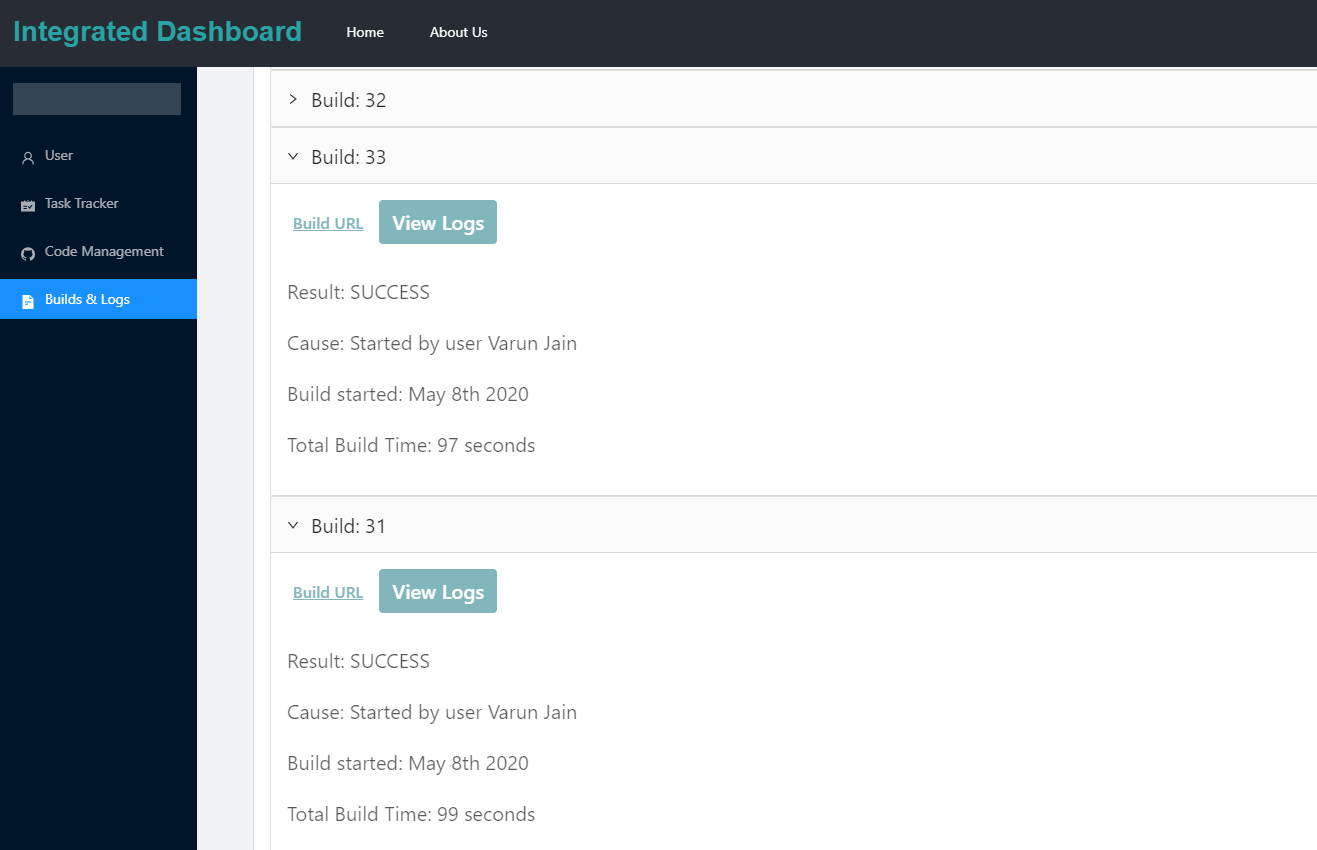 Integrated Dashboard Home About Us
User
Task Tracker
Code Management
Builds & Logs
Build: 32
Build: 33
Build URL View Logs
Result: SUCCESS
Cause: Started by user Varun Jain
Build started: May 8th 2020
Total Build Time: 97 seconds
Build: 31
Build URL View Logs
Result: SUCCESS
Cause: Started by user Varun Jain
Build started: May 8th 2020
Total Build Time: 99 seconds